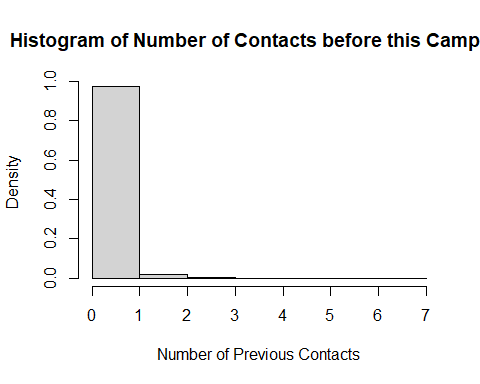 Histogram of Number of Contacts before this Camp
Density
1.0
0.8
0.6
0.4
0.2
0.0
0 1 2 3 4 5 6 7
Number of Previous Contacts